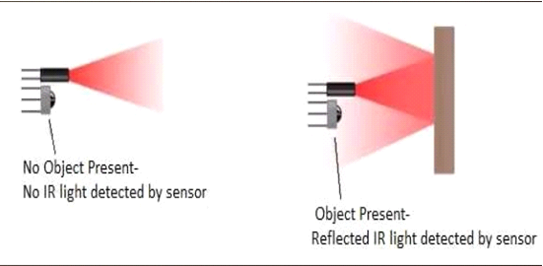 No Object Present-
No IR light detected by sensor
Object Present-
Reflected IR light detected by sensor